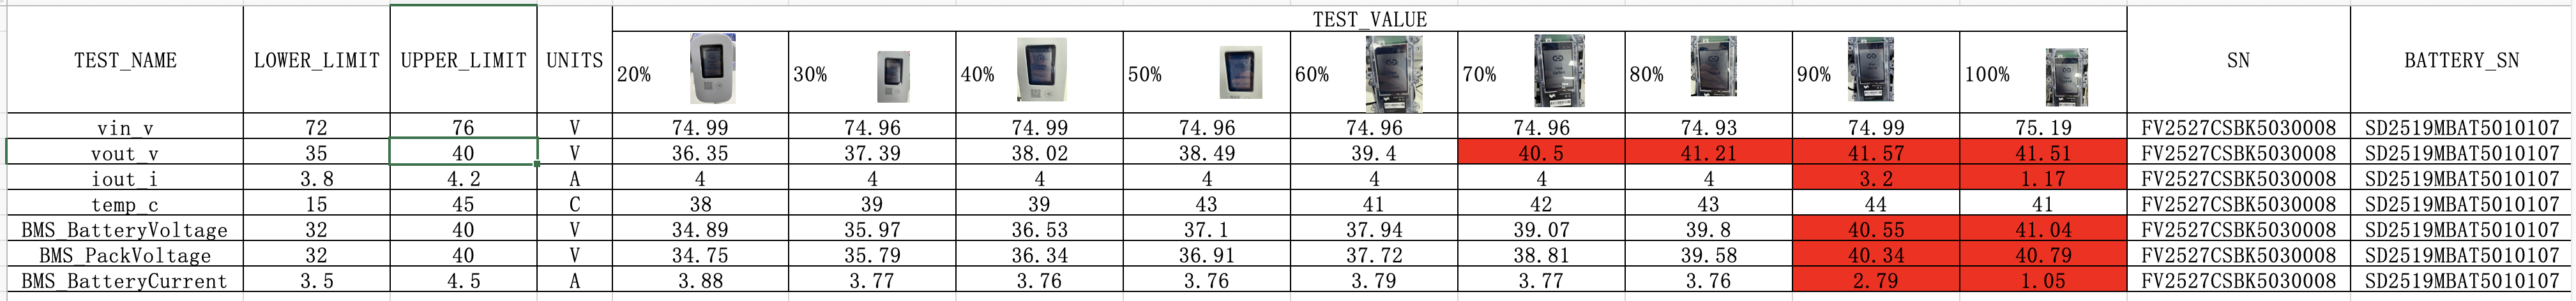 TEST_NAME LOWER_LIMIT UPPER_LIMIT UNITS TEST_VALUE SN BATTERY_SN
20% 30% 40% 50% 60% 70% 80% 90% 100%
vin_v 72 76 V 74.99 74.96 74.99 74.96 74.96 74.96 74.93 74.99 75.19 FV2527CSBK5030008 SD2519MBAT5010107
vout_v 35 40 V 36.35 37.39 38.02 38.49 39.4 40.5 41.21 41.57 41.51 FV2527CSBK5030008 SD2519MBAT5010107
iout_i 3.8 4.2 A 4 4 4 4 4 4 4 3.2 1.17 FV2527CSBK5030008 SD2519MBAT5010107
temp_c 15 45 C 38 39 39 43 41 42 43 44 41 FV2527CSBK5030008 SD2519MBAT5010107
BMS_BatteryVoltage 32 40 V 34.89 35.97 36.53 37.1 37.94 39.07 39.8 40.55 41.04 FV2527CSBK5030008 SD2519MBAT5010107
BMS_PackVoltage 32 40 V 34.75 35.79 36.34 36.91 37.72 38.81 39.58 40.34 40.79 FV2527CSBK5030008 SD2519MBAT5010107
BMS_BatteryCurrent 3.5 4.5 A 3.88 3.77 3.76 3.76 3.79 3.77 3.76 2.79 1.05 FV2527CSBK5030008 SD2519MBAT5010107